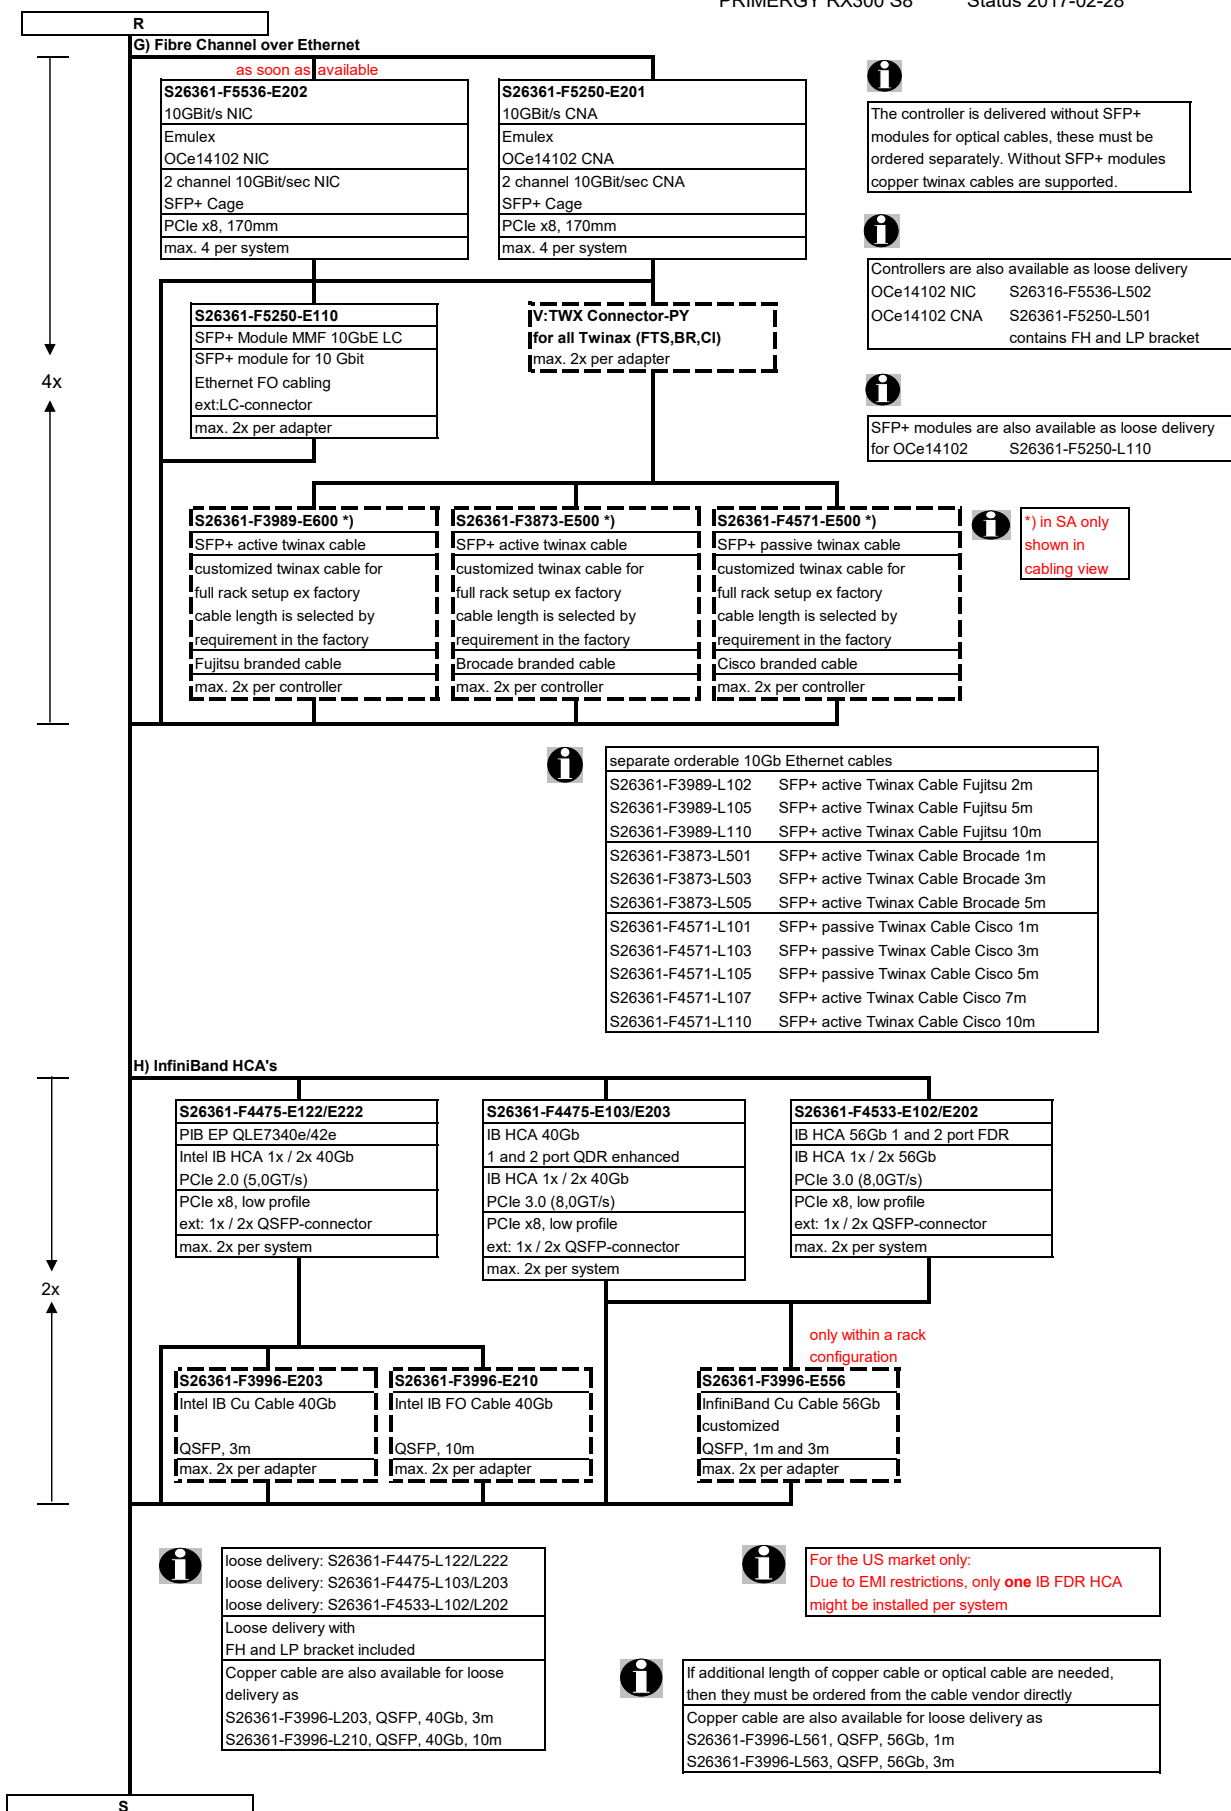 PRIMERGY RX300 S8 Status 2017-02-28
R
G) Fibre Channel over Ethernet
as soon as available
S26361-F5536-E202
10GBit/s NIC
Emulex
OCe14102 NIC
2 channel 10GBit/sec NIC
SFP+ Cage
PCIe x8, 170mm
max. 4 per system
S26361-F5250-E201
10GBit/s CNA
Emulex
OCe14102 CNA
2 channel 10GBit/sec CNA
SFP+ Cage
PCIe x8, 170mm
max. 4 per system
The controller is delivered without SFP+
modules for optical cables, these must be
ordered separately. Without SFP+ modules
copper twinax cables are supported.
Controllers are also available as loose delivery
OCe14102 NIC S26316-F5536-L502
OCe14102 CNA S26361-F5250-L501
contains FH and LP bracket
S26361-F5250-E110
SFP+ Module MMF 10GbE LC
SFP+ module for 10 Gbit
Ethernet FO cabling
ext:LC-connector
max. 2x per adapter
V:TWX Connector-PY
for all Twinax (FTS,BR,CI)
max. 2x per adapter
4x
SFP+ modules are also available as loose delivery
for OCe14102 S26361-F5250-L110
S26361-F3989-E600 *)
SFP+ active twinax cable
customized twinax cable for
full rack setup ex factory
cable length is selected by
requirement in the factory
Fujitsu branded cable
max. 2x per controller
S26361-F3873-E500 *)
SFP+ active twinax cable
customized twinax cable for
full rack setup ex factory
cable length is selected by
requirement in the factory
Brocade branded cable
max. 2x per controller
S26361-F4571-E500 *)
SFP+ passive twinax cable
customized twinax cable for
full rack setup ex factory
cable length is selected by
requirement in the factory
Cisco branded cable
max. 2x per controller
*) in SA only
shown in
cabling view
separate orderable 10Gb Ethernet cables
S26361-F3989-L102 SFP+ active Twinax Cable Fujitsu 2m
S26361-F3989-L105 SFP+ active Twinax Cable Fujitsu 5m
S26361-F3989-L110 SFP+ active Twinax Cable Fujitsu 10m
S26361-F3873-L501 SFP+ active Twinax Cable Brocade 1m
S26361-F3873-L503 SFP+ active Twinax Cable Brocade 3m
S26361-F3873-L505 SFP+ active Twinax Cable Brocade 5m
S26361-F4571-L101 SFP+ passive Twinax Cable Cisco 1m
S26361-F4571-L103 SFP+ passive Twinax Cable Cisco 3m
S26361-F4571-L105 SFP+ passive Twinax Cable Cisco 5m
S26361-F4571-L107 SFP+ active Twinax Cable Cisco 7m
S26361-F4571-L110 SFP+ active Twinax Cable Cisco 10m
H) InfiniBand HCA's
S26361-F4475-E122/E222
PIB EP QLE7340e/42e
Intel IB HCA 1x / 2x 40Gb
PCIe 2.0 (5,0GT/s)
PCIe x8, low profile
ext: 1x / 2x QSFP-connector
max. 2x per system
S26361-F4475-E103/E203
IB HCA 40Gb
1 and 2 port QDR enhanced
IB HCA 1x / 2x 40Gb
PCIe 3.0 (8,0GT/s)
PCIe x8, low profile
ext: 1x / 2x QSFP-connector
max. 2x per system
S26361-F4533-E102/E202
IB HCA 56Gb 1 and 2 port FDR
IB HCA 1x / 2x 56Gb
PCIe 3.0 (8,0GT/s)
PCIe x8, low profile
ext: 1x / 2x QSFP-connector
max. 2x per system
2x
only within a rack
configuration
S26361-F3996-E203
Intel IB Cu Cable 40Gb
QSFP, 3m
max. 2x per adapter
S26361-F3996-E210
Intel IB FO Cable 40Gb
QSFP, 10m
max. 2x per adapter
S26361-F3996-E556
InfiniBand Cu Cable 56Gb
customized
QSFP, 1m and 3m
max. 2x per adapter
loose delivery: S26361-F4475-L122/L222
loose delivery: S26361-F4475-L103/L203
loose delivery: S26361-F4533-L102/L202
Loose delivery with
FH and LP bracket included
Copper cable are also available for loose
delivery as
S26361-F3996-L203, QSFP, 40Gb, 3m
S26361-F3996-L210, QSFP, 40Gb, 10m
For the US market only:
Due to EMI restrictions, only one IB FDR HCA
might be installed per system
If additional length of copper cable or optical cable are needed,
then they must be ordered from the cable vendor directly
Copper cable are also available for loose delivery as
S26361-F3996-L561, QSFP, 56Gb, 1m
S26361-F3996-L563, QSFP, 56Gb, 3m
S